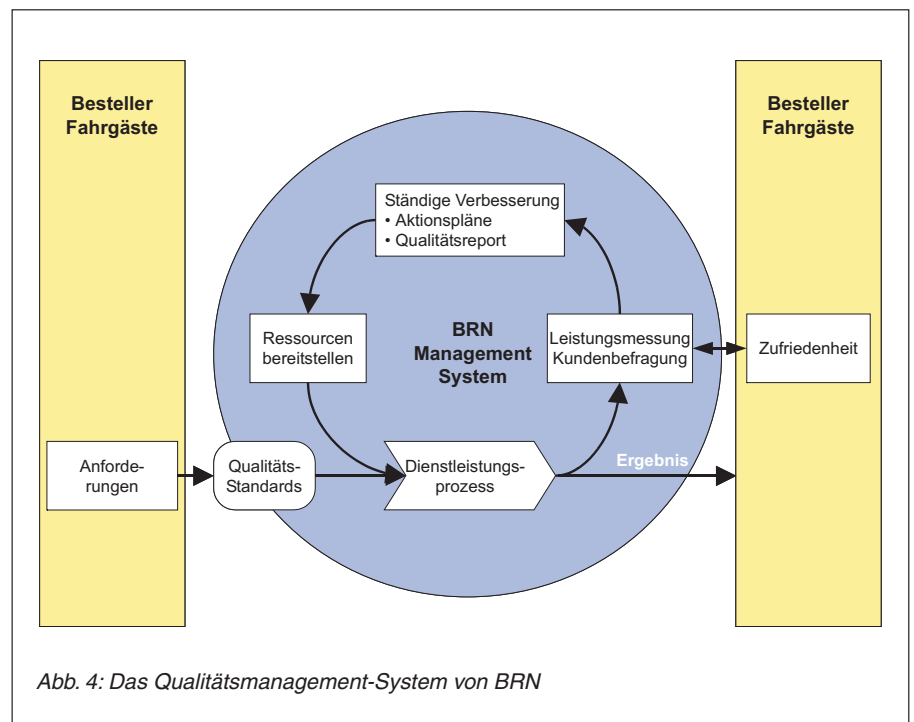 Besteller
Fahrgäste
Besteller
Fahrgäste
Ständige Verbesserung
• Aktionspläne
• Qualitätsreport
Ressourcen
bereitstellen
BRN
Management
System
Leistungsmessung
Kundenbefragung
Zufriedenheit
Anforde-
rungen
Qualitäts-
Standards
Dienstleistungs-
prozess
Ergebnis
Abb. 4: Das Qualitätsmanagement-System von BRN